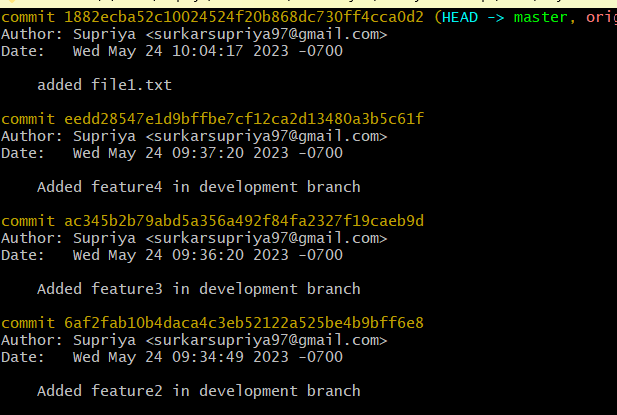 commit 1882ecba52c10024524f20b868dc730ff4cca0d2 (HEAD -> master, orig
Author: Supriya <surkarsupriya97@gmail.com>
Date:   Wed May 24 10:04:17 2023 -0700
added file1.txt
commit eedd28547e1d9bffbe7cf12ca2d13480a3b5c61f
Author: Supriya <surkarsupriya97@gmail.com>
Date:   Wed May 24 09:37:20 2023 -0700
Added feature4 in development branch
commit ac345b2b79abd5a356a492f84fa2327f19caeb9d
Author: Supriya <surkarsupriya97@gmail.com>
Date:   Wed May 24 09:36:20 2023 -0700
Added feature3 in development branch
commit 6af2fab10b4daca4c3eb52122a525be4b9bff6e8
Author: Supriya <surkarsupriya97@gmail.com>
Date:   Wed May 24 09:34:49 2023 -0700
Added feature2 in development branch